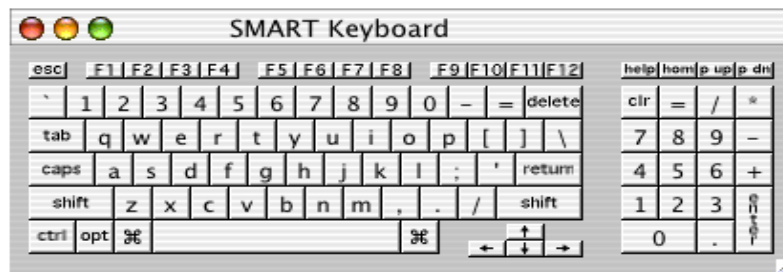 SMART Keyboard
esc F1 F2 F3 F4 F5 F6 F7 F8 F9 F10 F11 F12 help hom p up p dn
` 1 2 3 4 5 6 7 8 9 0 - = delete clr = / *
tab q w e r t y u i o p [ ] \ 7 8 9 -
caps a s d f g h j k l ; ' return 4 5 6 +
shift z x c v b n m , . / shift 1 2 3 enter
ctrl opt ⌘ ⌘ ← ↑ ↓ → 0 .